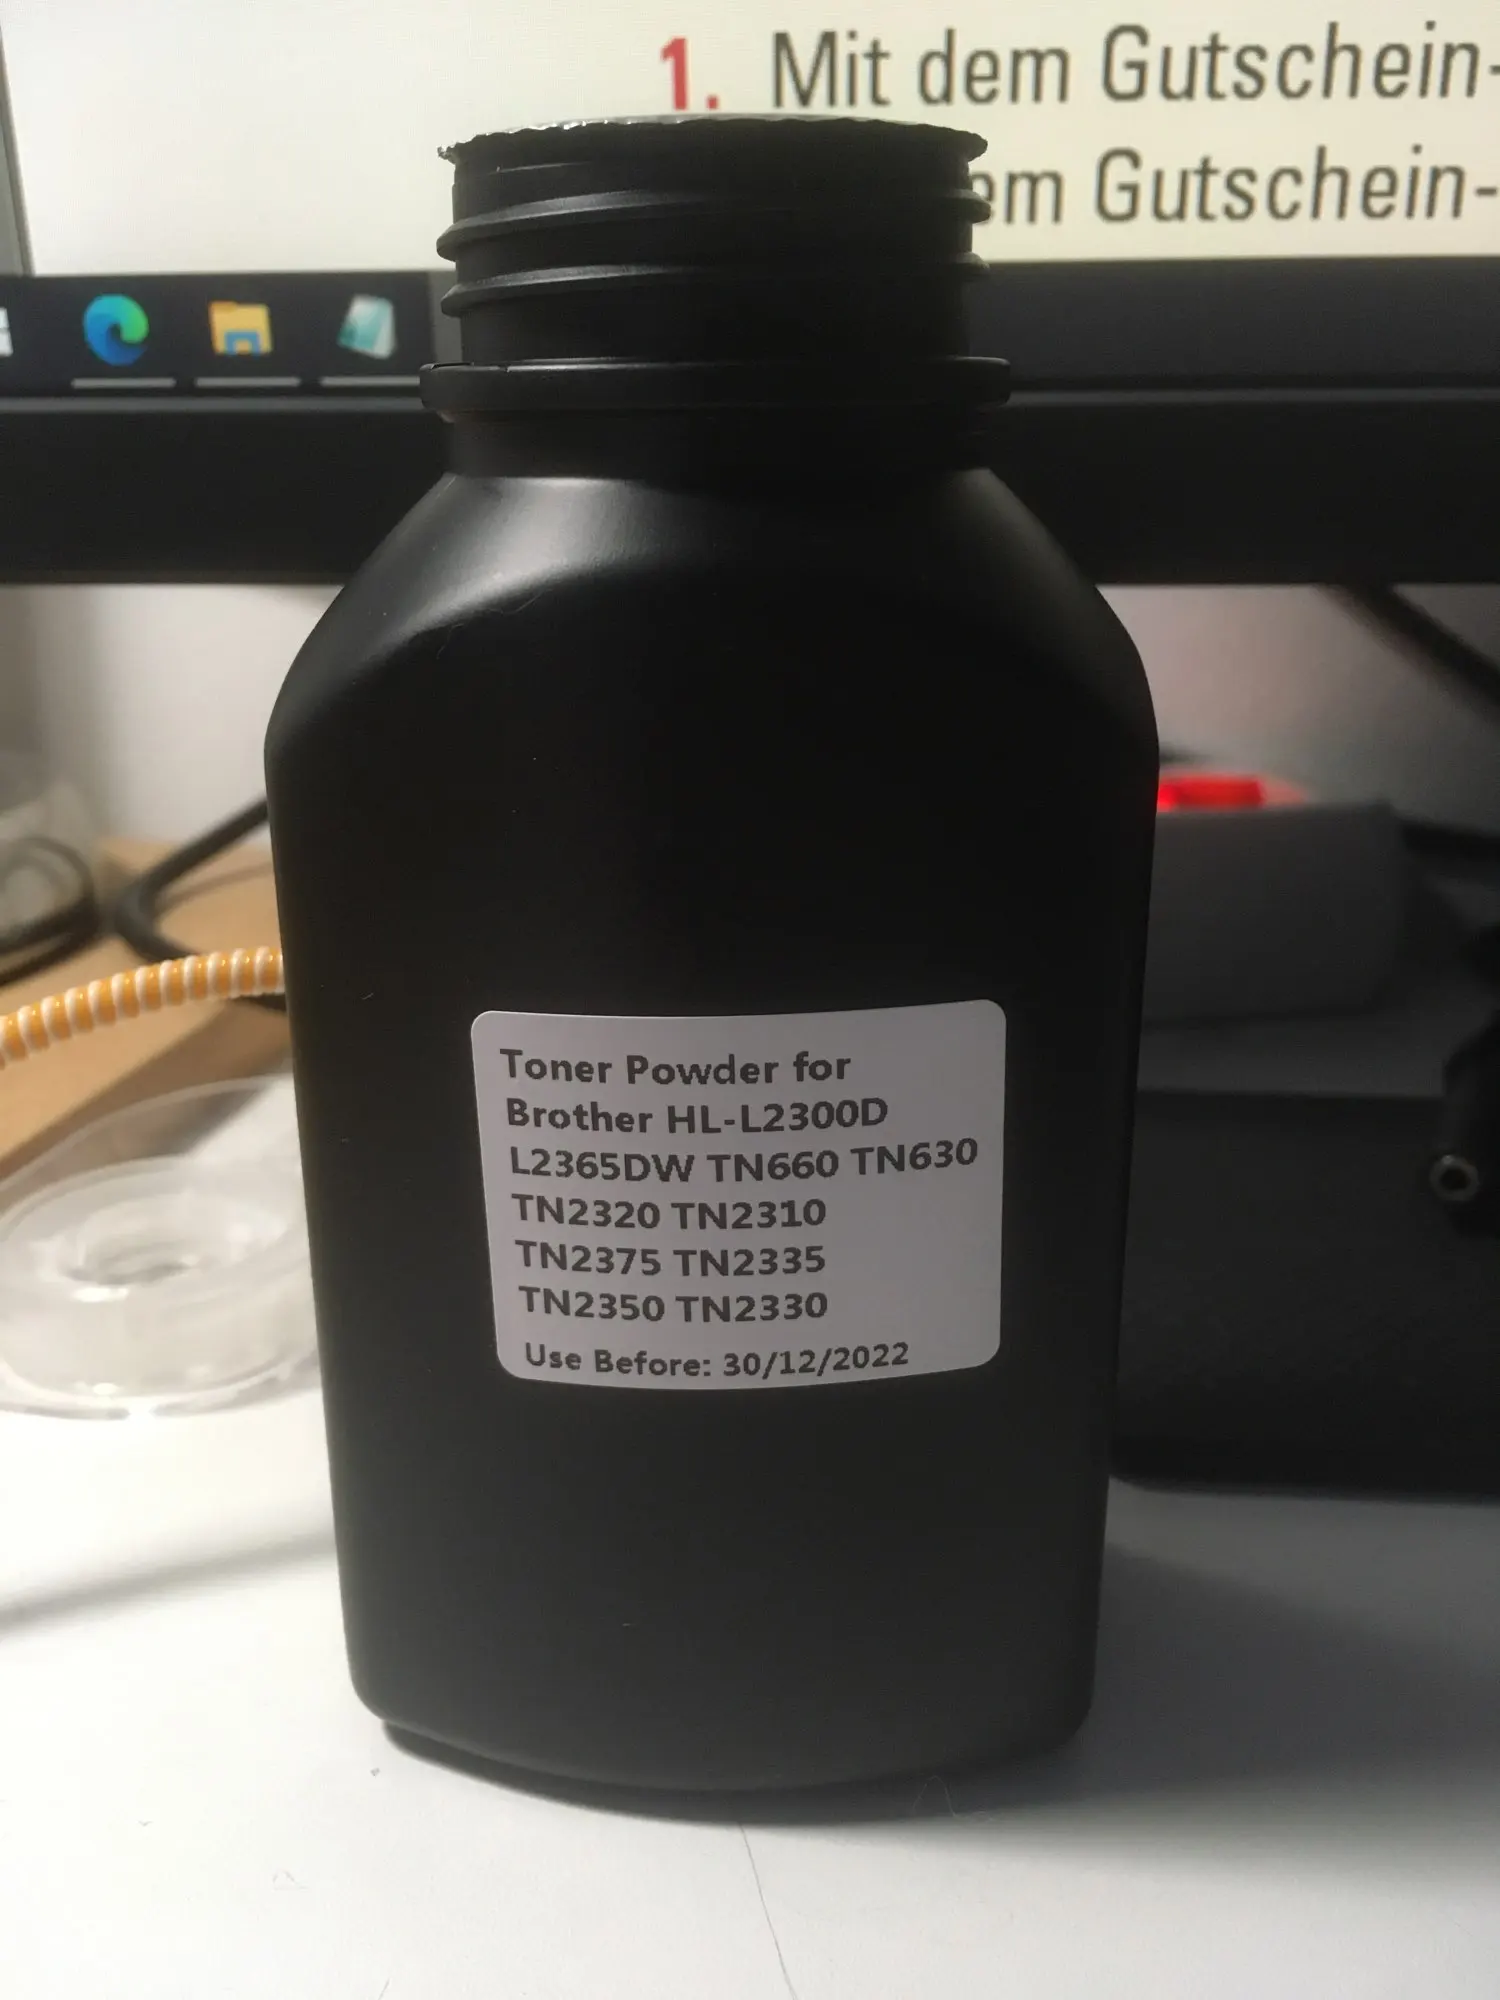 1. Mit dem Gutschein-
em Gutschein-
Toner Powder for
Brother HL-L2300D
L2365DW TN660 TN630
TN2320 TN2310
TN2375 TN2335
TN2350 TN2330
Use Before: 30/12/2022